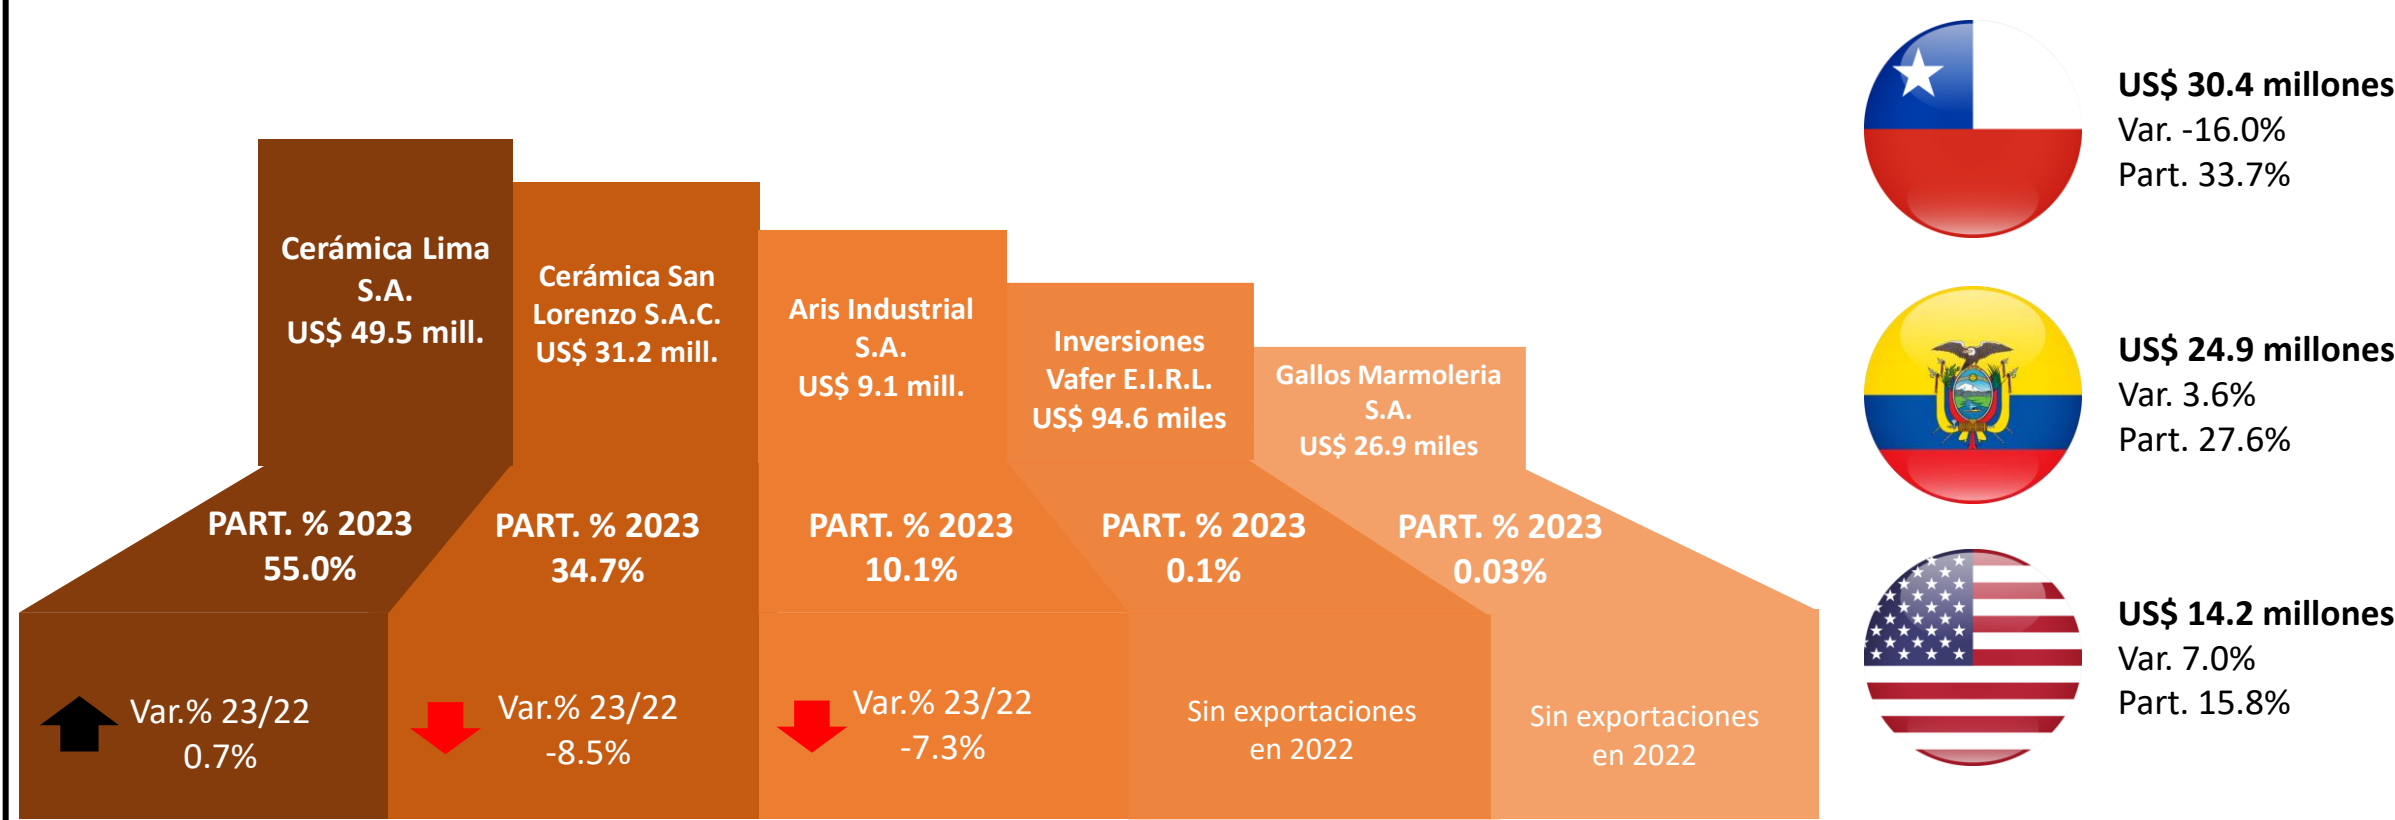 Cerámica Lima
S.A.
US$ 49.5 mill.
PART. % 2023
55.0%
Var.% 23/22
0.7%
Cerámica San
Lorenzo S.A.C.
US$ 31.2 mill.
PART. % 2023
34.7%
Var.% 23/22
-8.5%
Aris Industrial
S.A.
US$ 9.1 mill.
PART. % 2023
10.1%
Var.% 23/22
-7.3%
Inversiones
Vafer E.I.R.L.
US$ 94.6 miles
PART. % 2023
0.1%
Sin exportaciones
en 2022
Gallos Marmoleria
S.A.
US$ 26.9 miles
PART. % 2023
0.03%
Sin exportaciones
en 2022
US$ 30.4 millones
Var. -16.0%
Part. 33.7%
US$ 24.9 millones
Var. 3.6%
Part. 27.6%
US$ 14.2 millones
Var. 7.0%
Part. 15.8%